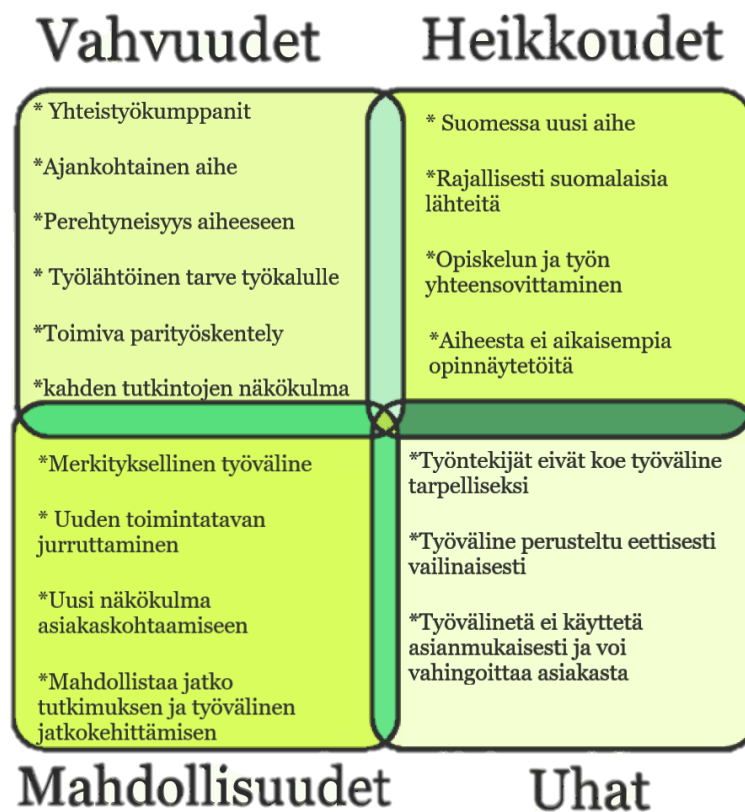 Vahvuudet
* Yhteistyökumppanit
*Ajankohtainen aihe
*Perehtyneisyys aiheeseen
* Työlähtöinen tarve työkalulle
*Toimiva parityöskentely
*kahden tutkintojen näkökulma
Heikkoudet
* Suomessa uusi aihe
*Rajallisesti suomalaisia
lähteitä
*Opiskelun ja työn
yhteensovittaminen
*Aiheesta ei aikaisempia
opinnäytetöitä
*Merkityksellinen työväline
* Uuden toimintatavan
jurruttaminen
*Uusi näkökulma
asiakaskohtaamiseen
*Mahdollistaa jatko
tutkimuksen ja työvälinen
jatkokehittämisen
Mahdollisuudet
*Työntekijät eivät koe työväline
tarpelliseksi
*Työväline perusteltu eettisesti
vailinaisesti
*Työvälinetä ei käyttetä
asianmukaisesti ja voi
vahingoittaa asiakasta
Uhat